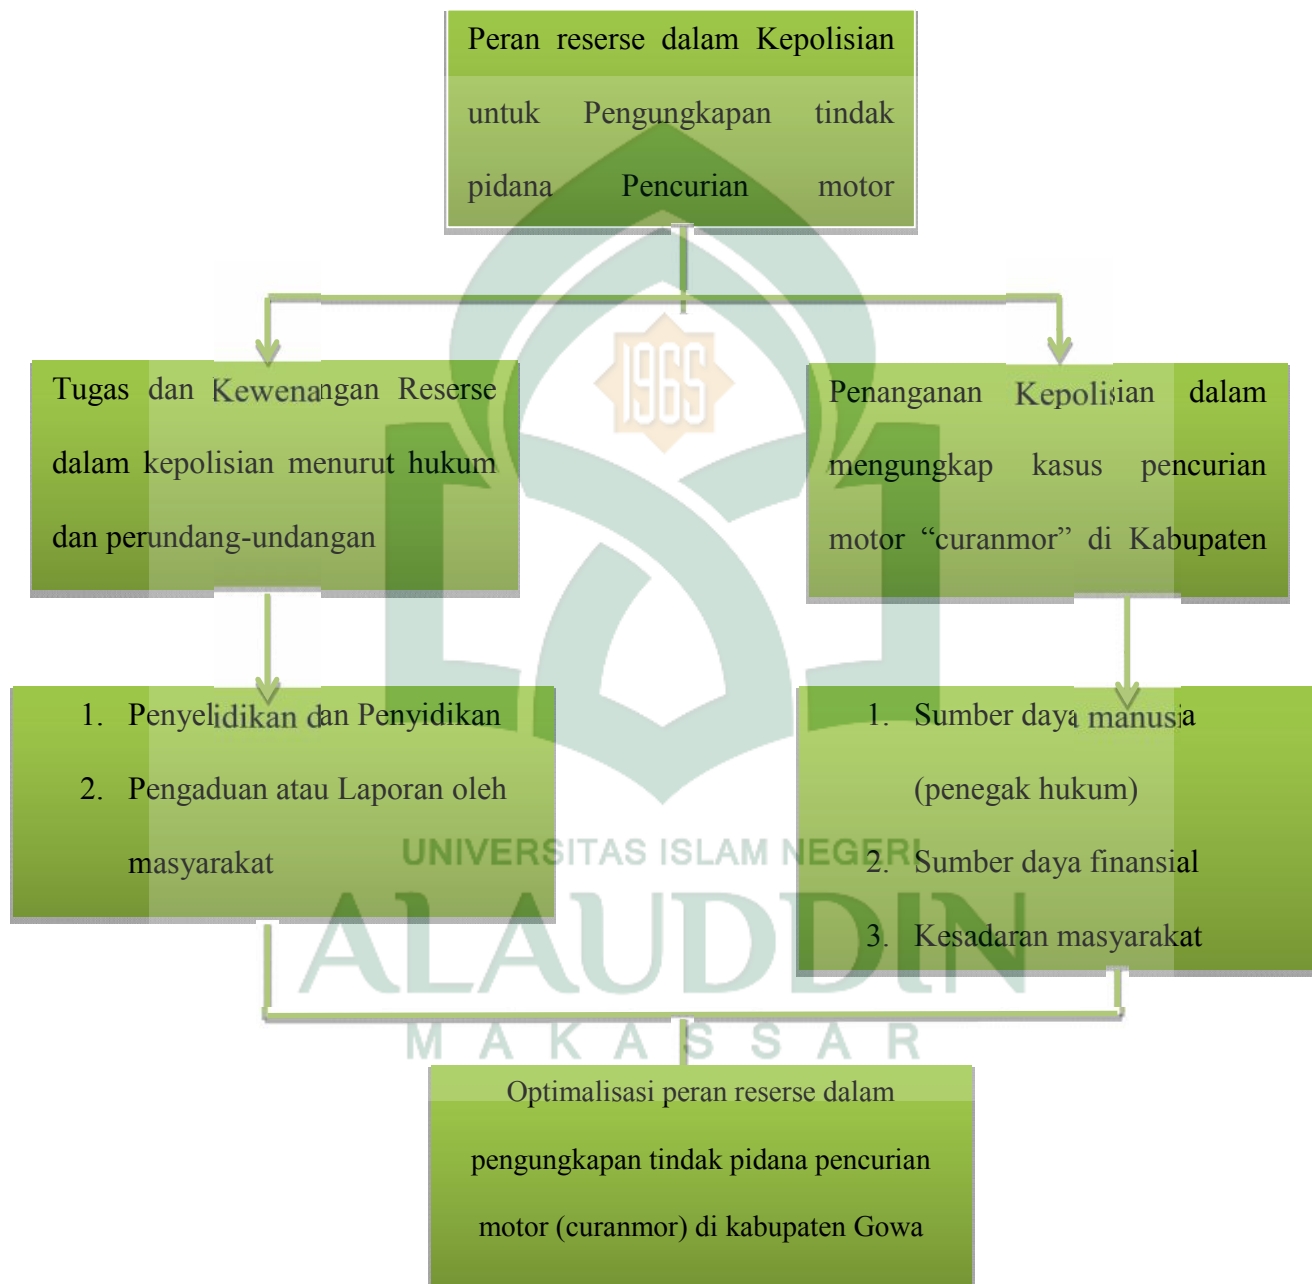 Peran reserse dalam Kepolisian
untuk Pengungkapan tindak
pidana Pencurian motor
1965
Tugas dan Kewenangan Reserse
dalam kepolisian menurut hukum
dan perundang-undangan
Penanganan Kepolisian dalam
mengungkap kasus pencurian
motor “curanmor” di Kabupaten
1. Penyelidikan dan Penyidikan
2. Pengaduan atau Laporan oleh
masyarakat
1. Sumber daya manusia
(penegak hukum)
2. Sumber daya finansial
3. Kesadaran masyarakat
UNIVERSITAS ISLAM NEGERI
ALAUDDIN
MAKASSAR
Optimalisasi peran reserse dalam
pengungkapan tindak pidana pencurian
motor (curanmor) di kabupaten Gowa